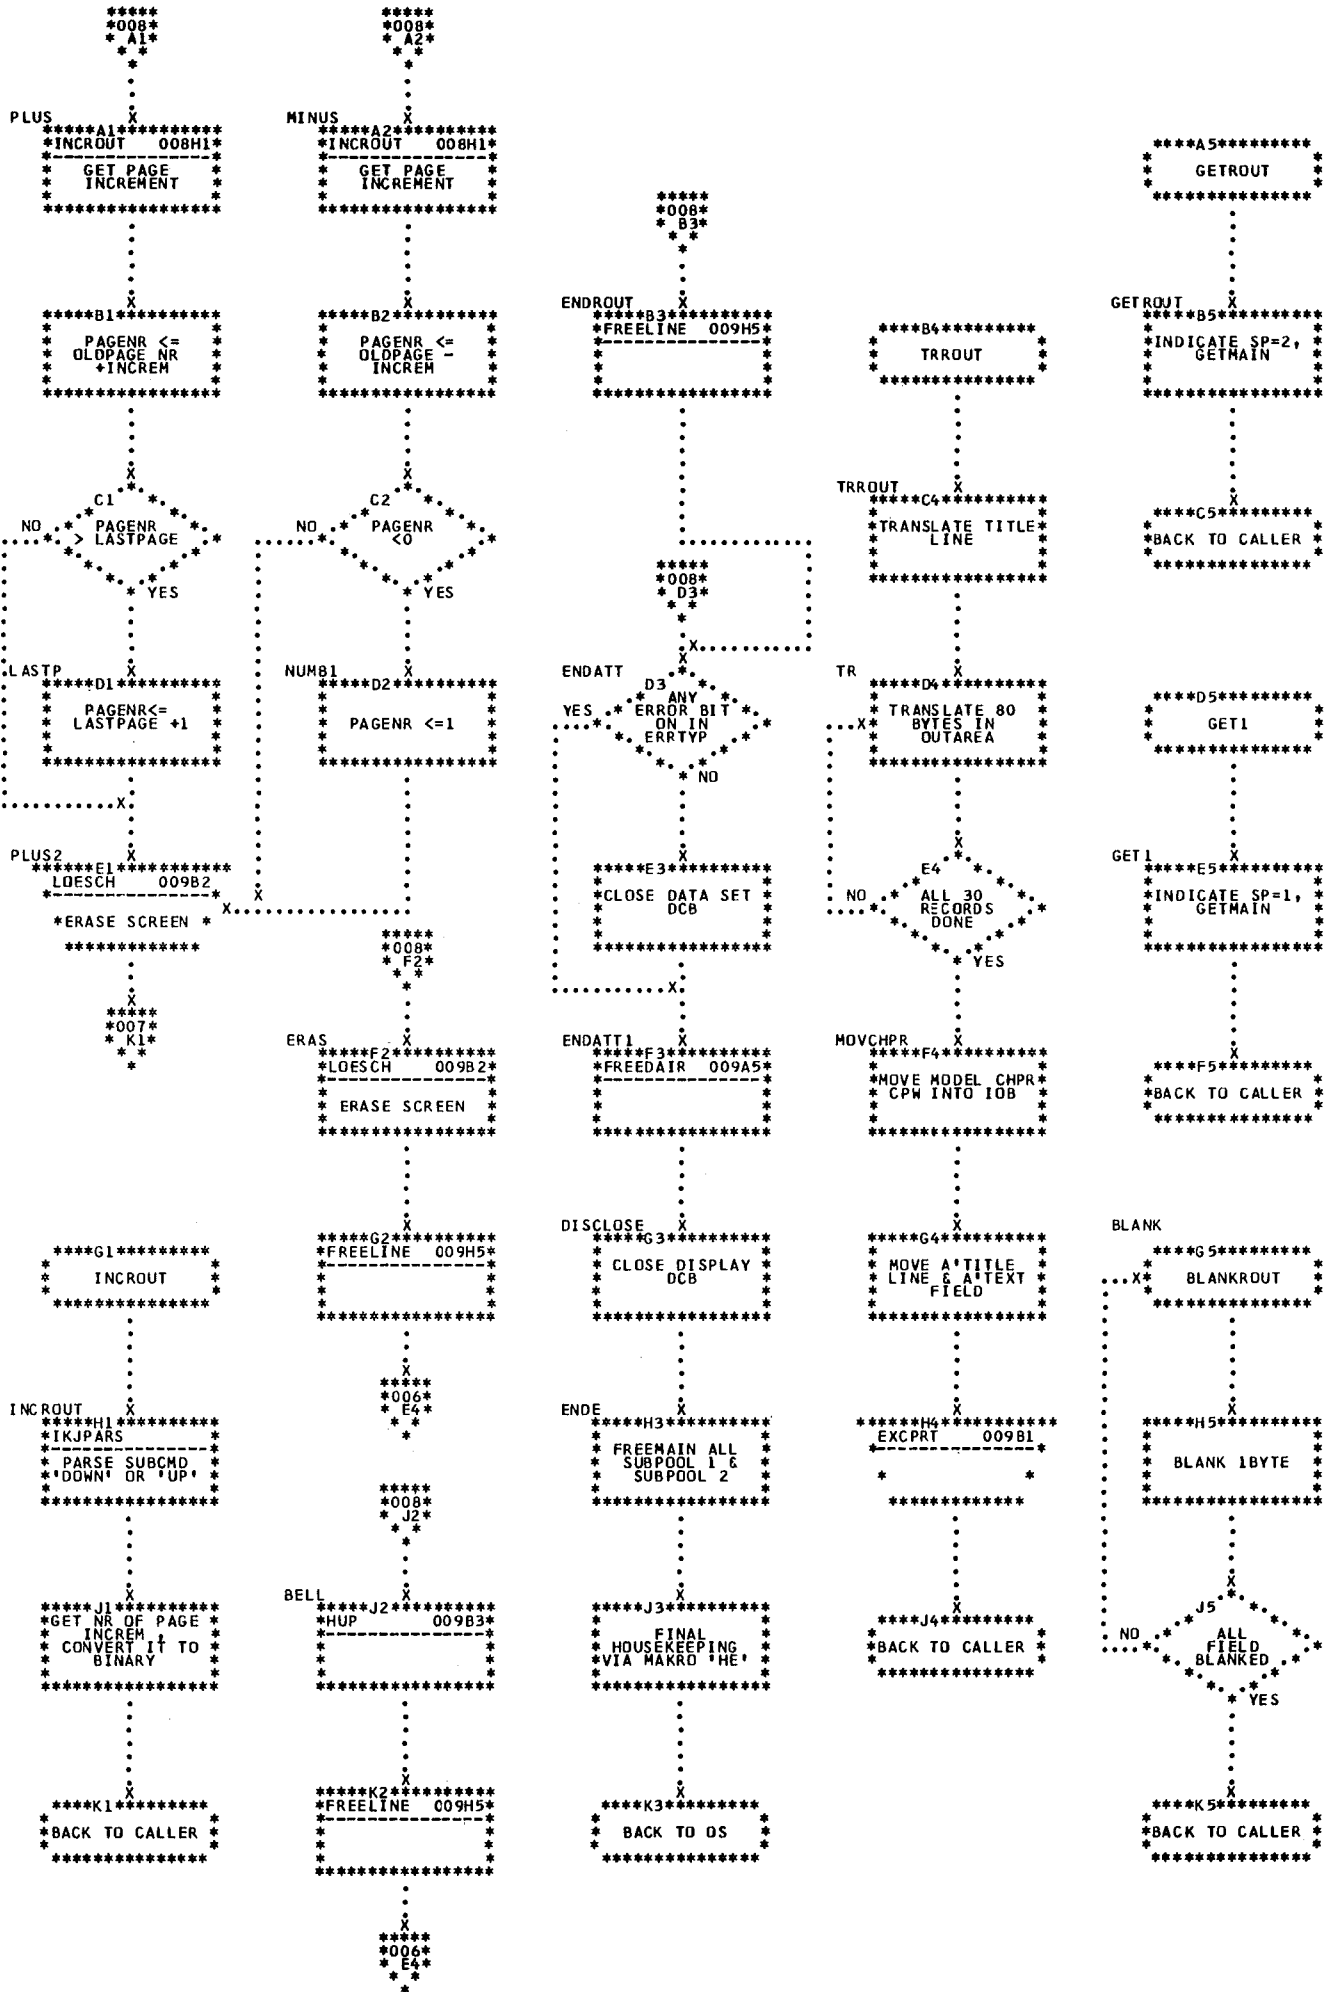 *008*
A1*
PLUS
*****A1**********
*INCROUT 008H1*
GET PAGE
INCREMENT
*****B1**********
PAGENR <=
OLDPAGE NR
+INCREM
C1
PAGENR
> LASTPAGE
NO
YES
LASTP
*****D1**********
PAGENR<=
LASTPAGE +1
PLUS2
******E1***********
LOESCH 009B2
*ERASE SCREEN *
*007*
K1*
****G1*********
INCROUT
INCROUT
*****H1**********
*IKJPARS
PARSE SUBCMD
'DOWN' OR 'UP'
*****J1**********
*GET NR OF PAGE *
INCREM ,
CONVERT IT TO
BINARY
****K1*********
*BACK TO CALLER *
*008*
A2*
MINUS
*****A2**********
*INCROUT 008H1*
GET PAGE
INCREMENT
*****B2**********
PAGENR <=
OLDPAGE -
INCREM
C2
PAGENR
<0
NO
YES
NUMB1
*****D2**********
PAGENR <=1
*008*
F2*
ERAS
*****F2**********
*LOESCH 009B2*
ERASE SCREEN
*****G2**********
*FREELINE 009H5*
*006*
E4*
*008*
J2*
BELL
*****J2**********
*HUP 009B3*
*****K2**********
*FREELINE 009H5*
*006*
E4*
*008*
B3*
ENDROUT
*****B3**********
*FREELINE 009H5*
*008*
D3*
ENDATT
D3
ANY
ERROR BIT
ON IN
ERRTYP
YES
NO
*****E3**********
*CLOSE DATA SET *
DCB
ENDATT1
*****F3**********
*FREEDAIR 009A5*
DISCLOSE
*****G3**********
CLOSE DISPLAY
DCB
ENDE
*****H3**********
FREEMAIN ALL
SUBPOOL 1 &
SUBPOOL 2
*****J3**********
FINAL
HOUSEKEEPING
*VIA MAKRO 'HE'*
****K3*********
BACK TO OS
****B4*********
TRROUT
TRROUT
*****C4**********
*TRANSLATE TITLE*
LINE
TR
*****D4**********
TRANSLATE 80
BYTES IN
OUTAREA
E4
ALL 30
RECORDS
DONE
NO
YES
MOVCHPR
*****F4**********
*MOVE MODEL CHPR*
CPW INTO IOB
*****G4**********
MOVE A'TITLE
LINE & A'TEXT
FIELD
******H4***********
EXCPRT 009B1
****J4*********
*BACK TO CALLER *
****A5*********
GETROUT
GETROUT
*****B5**********
*INDICATE SP=2,
GETMAIN
****C5*********
*BACK TO CALLER *
****D5*********
GET1
GET1
*****E5**********
*INDICATE SP=1,
GETMAIN
****F5*********
*BACK TO CALLER *
BLANK
****G5*********
BLANKROUT
*****H5**********
BLANK 1BYTE
J5
ALL
FIELD
BLANKED
NO
YES
****K5*********
*BACK TO CALLER *